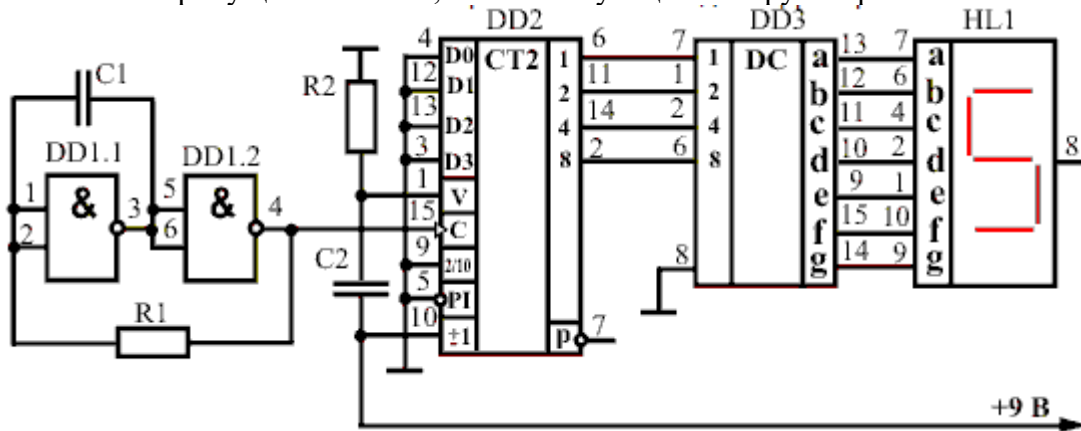 DD2 DD3 HL1
C1 R2 DD1.1 DD1.2
1 2 & 3 5 6 & 4
R1 C2
4 12 13 3 1 15 9 5 10
D0 D1 D2 D3 V C 2/10 PI ±1
CT2
1 2 4 8 p
6 11 14 2 7
7 1 2 6 8
1 2 4 8
DC
a b c d e f g
13 12 11 10 9 15 14
7 6 4 2 1 10 9
a b c d e f g
5
8
+9 В